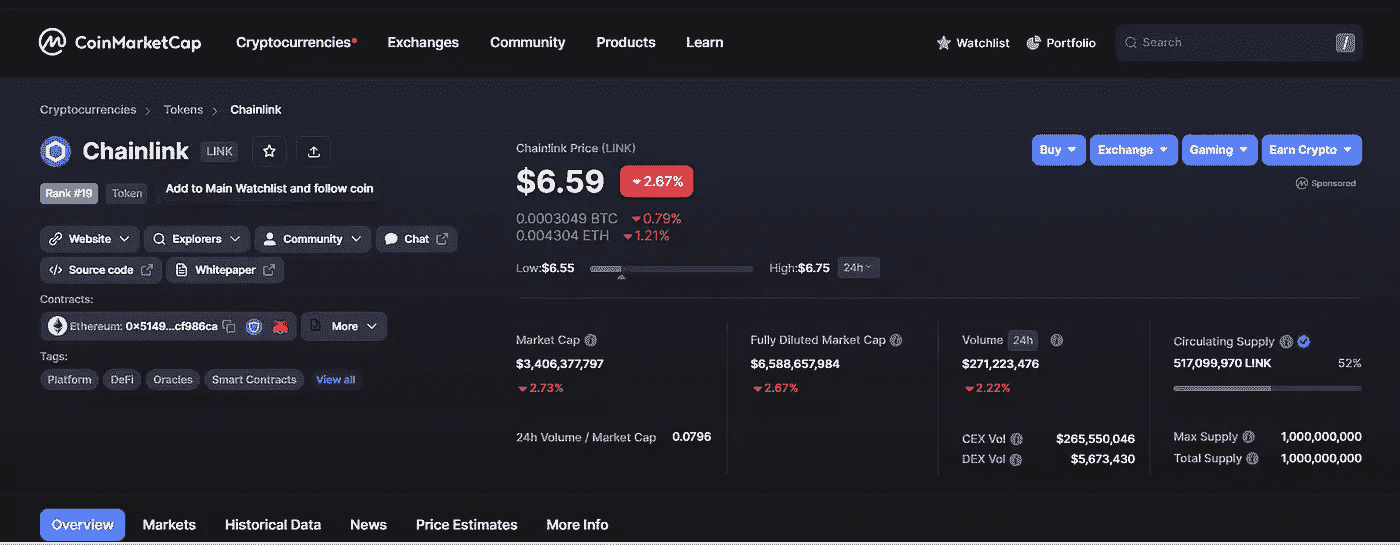 CoinMarketCap Cryptocurrencies Exchanges Community Products Learn Watchlist Portfolio Search /
Cryptocurrencies > Tokens > Chainlink
Chainlink LINK
Rank #19 Token Add to Main Watchlist and follow coin
Website Explorers Community Chat
Source code Whitepaper
Contracts:
Ethereum: 0x5149...cf986ca More
Tags:
Platform DeFi Oracles Smart Contracts View all
Chainlink Price (LINK)
$6.59 2.67%
0.0003049 BTC 0.79%
0.004304 ETH 1.21%
Low:$6.55 High:$6.75 24h
Buy Exchange Gaming Earn Crypto
Sponsored
Market Cap
$3,406,377,797
2.73%
24h Volume / Market Cap 0.0796
Fully Diluted Market Cap
$6,588,657,984
2.67%
Volume 24h
$271,223,476
2.22%
CEX Vol $265,550,046
DEX Vol $5,673,430
Circulating Supply
517,099,970 LINK 52%
Max Supply 1,000,000,000
Total Supply 1,000,000,000
Overview Markets Historical Data News Price Estimates More Info